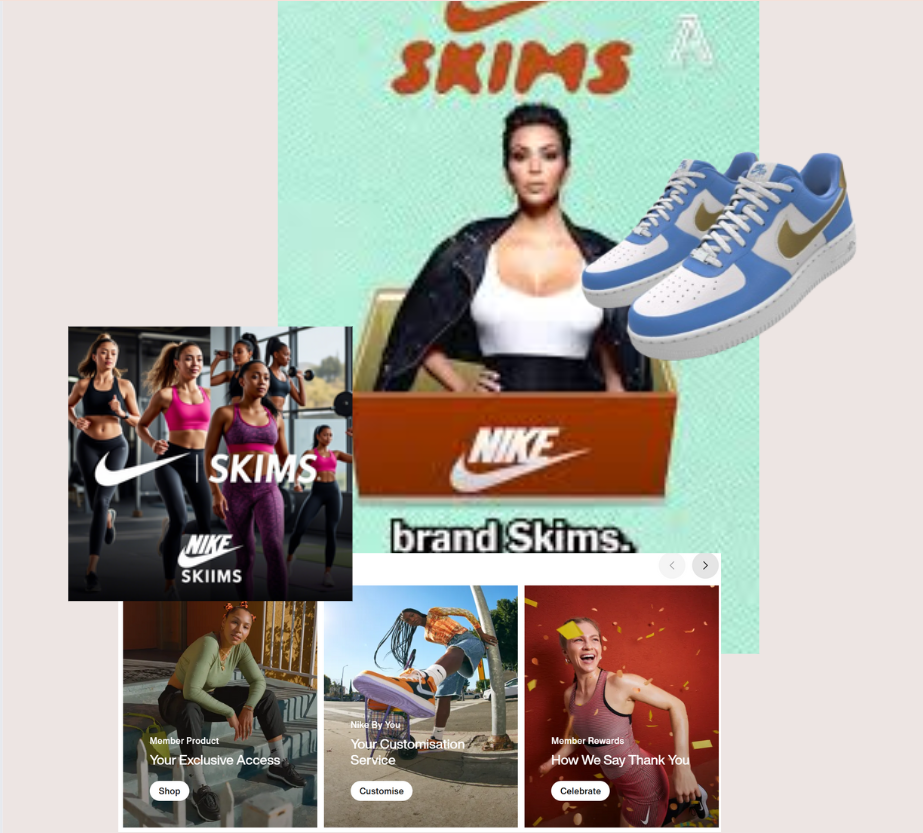 SKIMS
A
NIKE
SKIMS
NIKE
SKIIMS
brand Skims.
Member Product
Your Exclusive Access
Shop
Nike By You
Your Customisation
Service
Customise
Member Rewards
How We Say Thank You
Celebrate